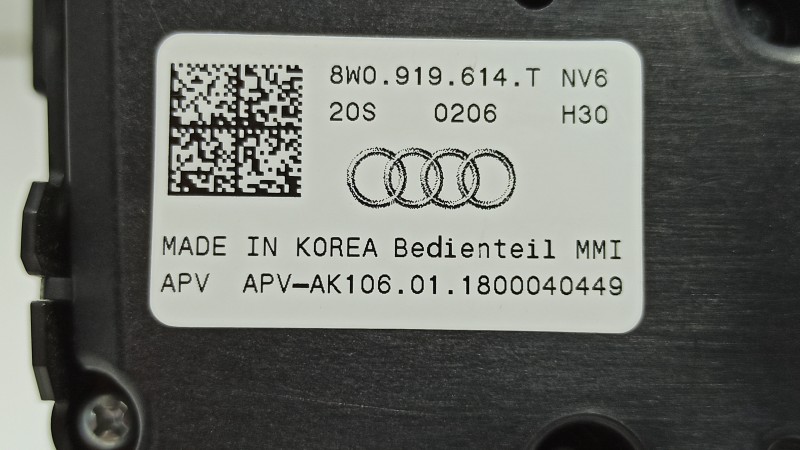 8W0.919.614.T NV6
20S 0206 H30
MADE IN KOREA Bedienteil MMI
APV APV-AK106.01.1800040449